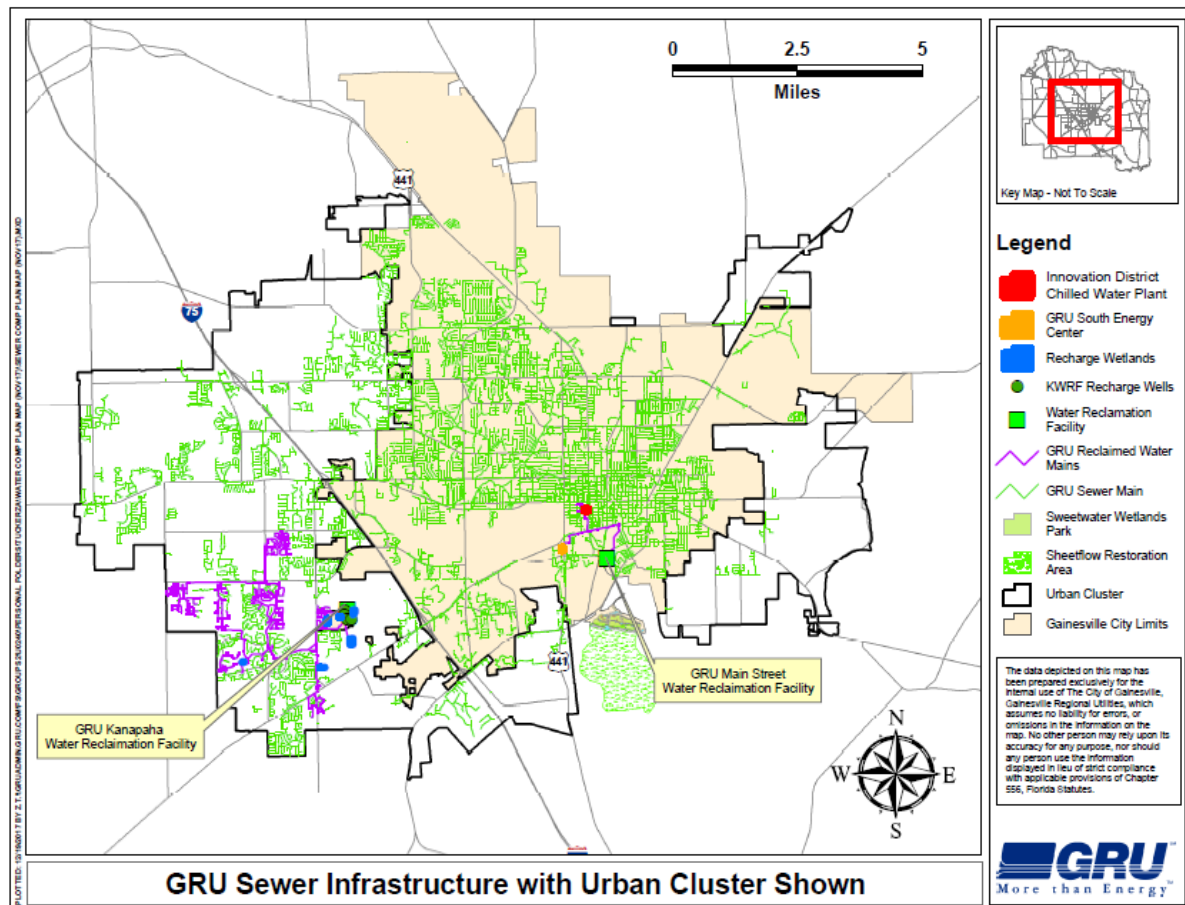 0 2.5 5
Miles
441
75
441
GRU Main Street
Water Reclaimation Facility
GRU Kanapaha
Water Reclaimation Facility
N
W E
S
GRU Sewer Infrastructure with Urban Cluster Shown
Key Map - Not To Scale
Legend
Innovation District
Chilled Water Plant
GRU South Energy
Center
Recharge Wetlands
KWRF Recharge Wells
Water Reclamation
Facility
GRU Reclaimed Water
Mains
GRU Sewer Main
Sweetwater Wetlands
Park
Sheetflow Restoration
Area
Urban Cluster
Gainesville City Limits
The data depicted on this map has
been prepared exclusively for the
internal use of The City of Gainesville,
Gainesville Regional Utilities, which
assumes no liability for errors, or
omissions in the information on the
map. No other person may rely upon its
accuracy for any purpose, nor should
any person use the information
displayed in lieu of strict compliance
with applicable provisions of Chapter
556, Florida Statutes.
GRU
More than Energy